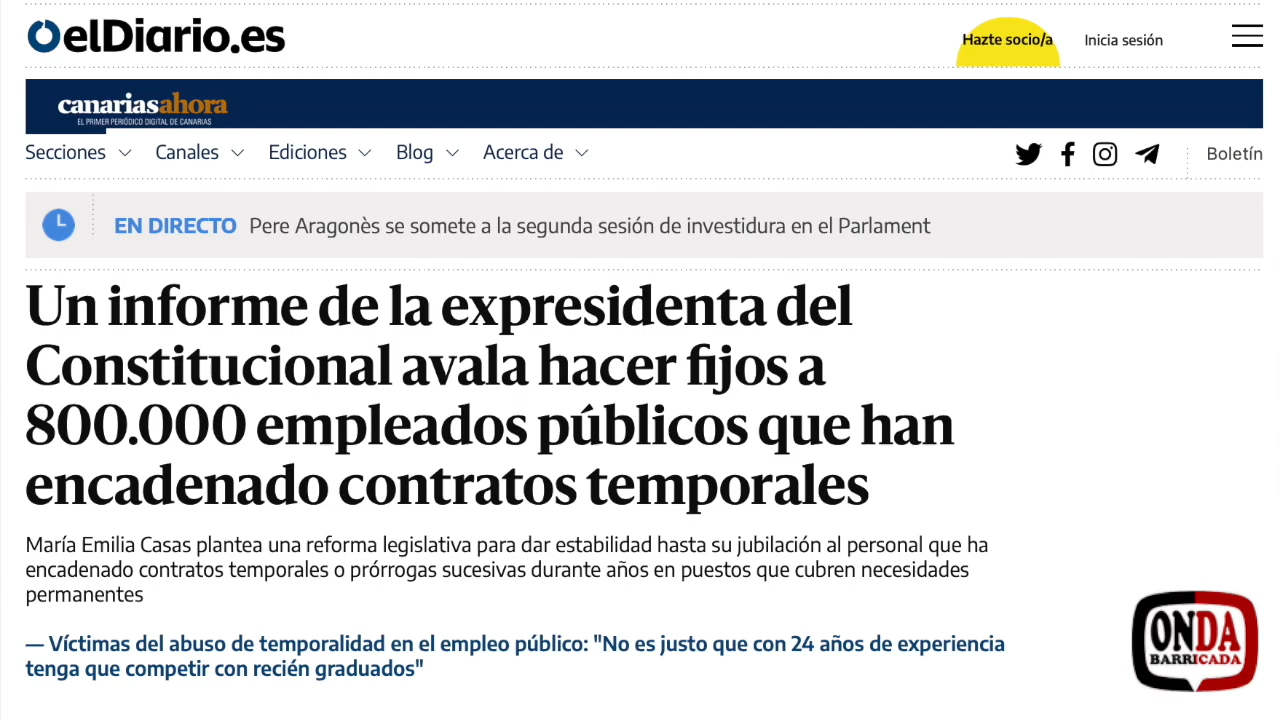 elDiario.es
Hazte socio/a
Inicia sesión
canariasahora
EL PRIMER PERIÓDICO DIGITAL DE CANARIAS
Secciones
Canales
Ediciones
Blog
Acerca de
Boletín
EN DIRECTO Pere Aragonès se somete a la segunda sesión de investidura en el Parlament
Un informe de la expresidenta del
Constitucional avala hacer fijos a
800.000 empleados públicos que han
encadenado contratos temporales
María Emilia Casas plantea una reforma legislativa para dar estabilidad hasta su jubilación al personal que ha
encadenado contratos temporales o prórrogas sucesivas durante años en puestos que cubren necesidades
permanentes
— Víctimas del abuso de temporalidad en el empleo público: "No es justo que con 24 años de experiencia
tenga que competir con recién graduados"
ONDA
BARRICADA